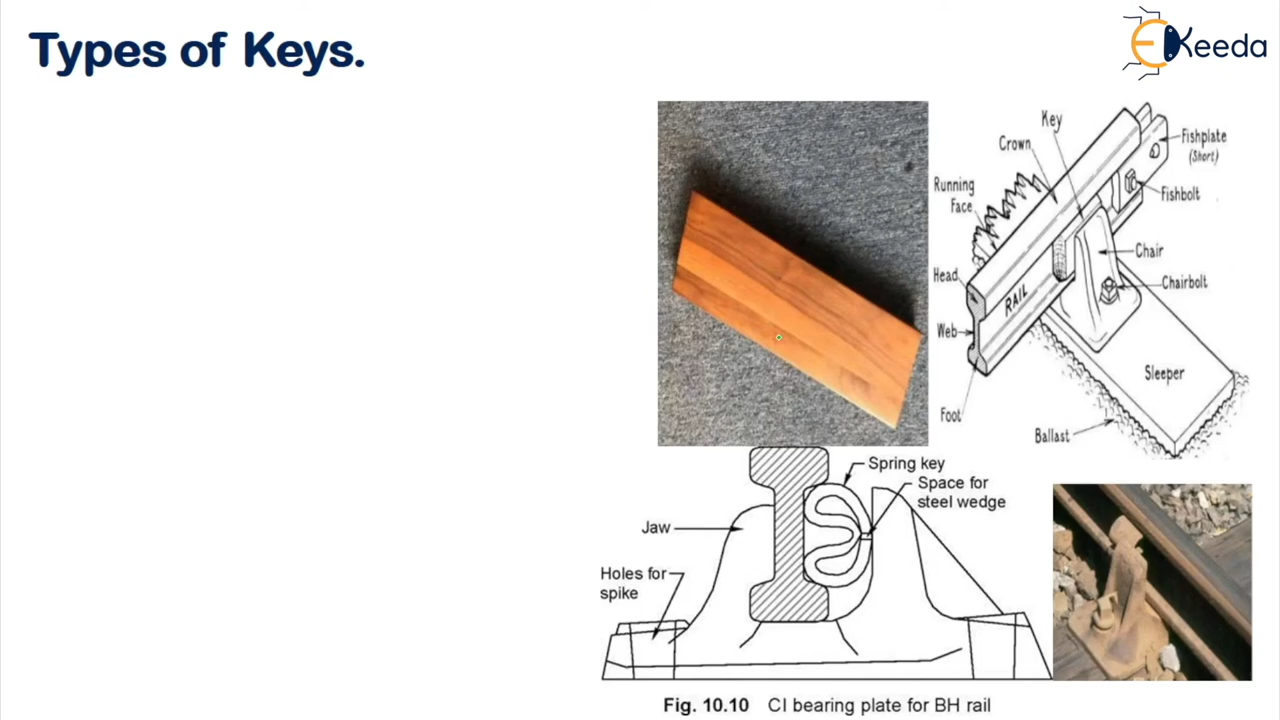 Types of Keys.
EKeeda
Key
Crown
Fishplate
(Short)
Running
Face
Fishbolt
Head
Chair
RAIL
Chairbolt
Web
Sleeper
Foot
Ballast
Spring key
Space for
steel wedge
Jaw
Holes for
spike
Fig. 10.10 CI bearing plate for BH rail